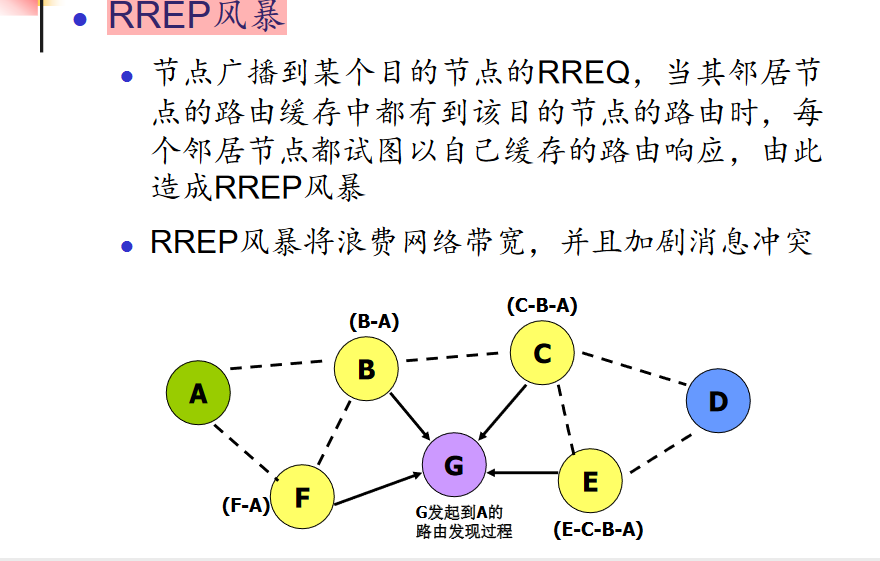 RREP风暴
节点广播到某个目的节点的RREQ，当其邻居节
点的路由缓存中都有到该目的节点的路由时，每
个邻居节点都试图以自己缓存的路由响应，由此
造成RREP风暴
RREP风暴将浪费网络带宽，并且加剧消息冲突
(C-B-A)
(B-A)
C
B
A
D
G
E
F
(F-A)
G发起到A的
路由发现过程
(E-C-B-A)